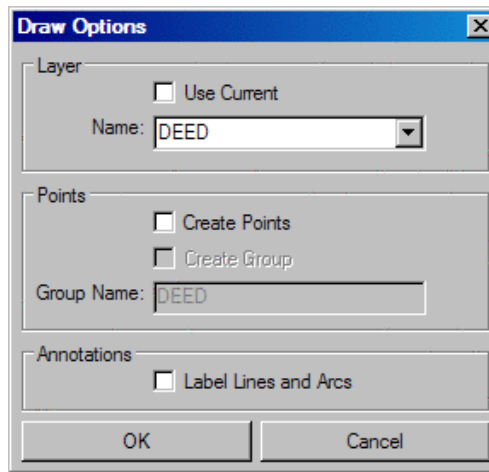 Draw Options
Layer
Use Current
Name: DEED
Points
Create Points
Create Group
Group Name: DEED
Annotations
Label Lines and Arcs
OK Cancel